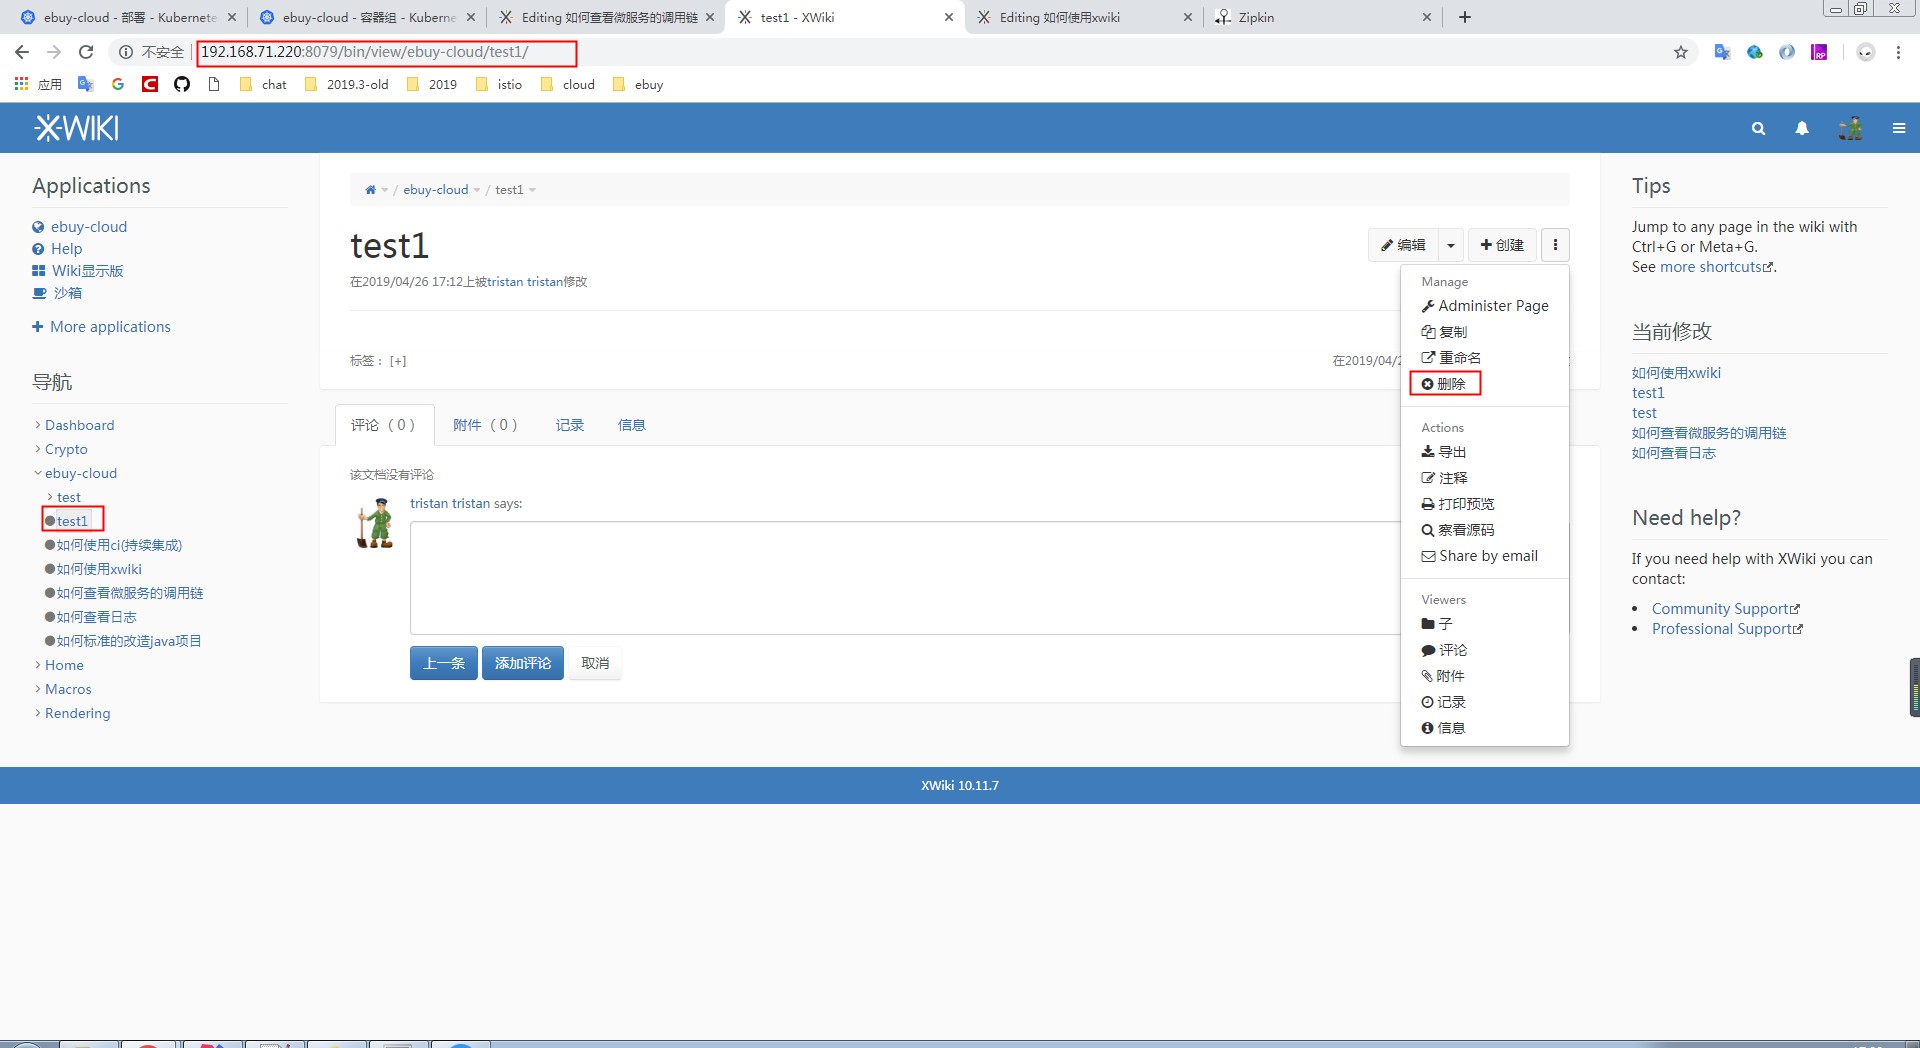 ebuy-cloud - 部署 - Kubernete
ebuy-cloud - 容器组 - Kuberne
Editing 如何查看微服务的调用链
test1 - XWiki
Editing 如何使用xwiki
Zipkin
不安全
192.168.71.220:8079/bin/view/ebuy-cloud/test1/
应用
chat
2019.3-old
2019
istio
cloud
ebuy
XWIKI
Applications
ebuy-cloud
Help
Wiki显示版
沙箱
More applications
导航
Dashboard
Crypto
ebuy-cloud
test
test1
如何使用ci(持续集成)
如何使用xwiki
如何查看微服务的调用链
如何查看日志
如何标准的改造java项目
Home
Macros
Rendering
/ ebuy-cloud / test1
test1
编辑
创建
在2019/04/26 17:12上被tristan tristan修改
标签： [+]
在2019/04/2
评论（0）
附件（0）
记录
信息
该文档没有评论
tristan tristan says:
上一条
添加评论
取消
Manage
Administer Page
复制
重命名
删除
Actions
导出
注释
打印预览
察看源码
Share by email
Viewers
子
评论
附件
记录
信息
Tips
Jump to any page in the wiki with
Ctrl+G or Meta+G.
See more shortcuts.
当前修改
如何使用xwiki
test1
test
如何查看微服务的调用链
如何查看日志
Need help?
If you need help with XWiki you can
contact:
Community Support
Professional Support
XWiki 10.11.7